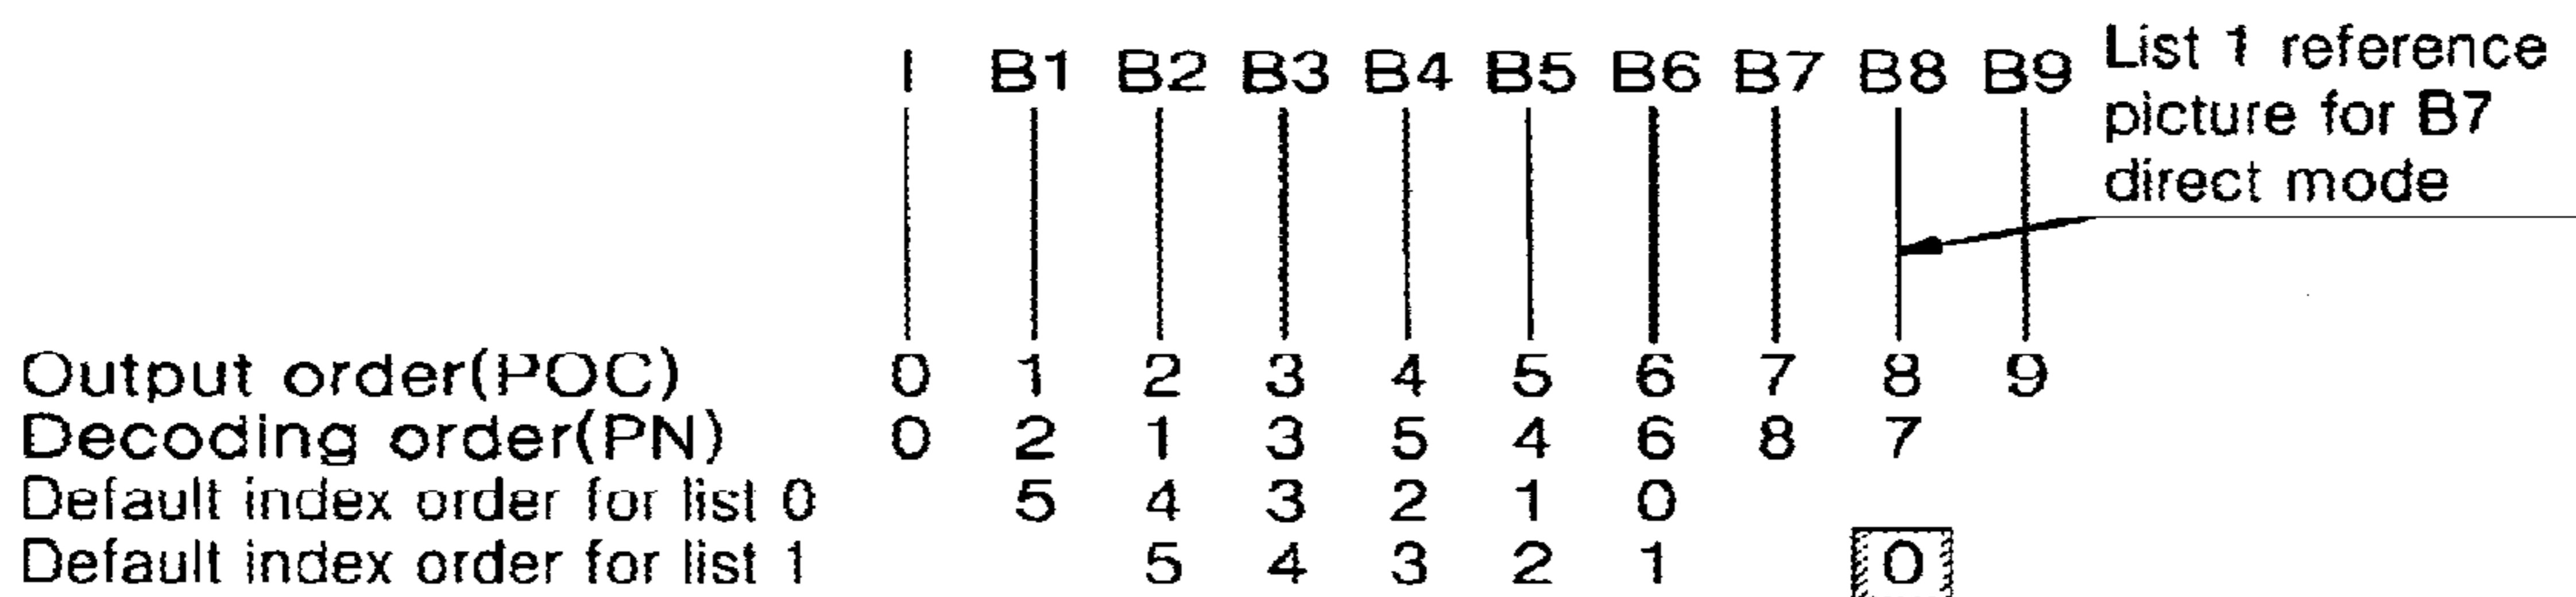 I B1 B2 B3 B4 B5 B6 B7 B8 B9
List 1 reference
picture for B7
direct mode
Output order(POC) 0 1 2 3 4 5 6 7 8 9
Decoding order(PN) 0 2 1 3 5 4 6 8 7
Default index order for list 0 5 4 3 2 1 0
Default index order for list 1 5 4 3 2 1 0